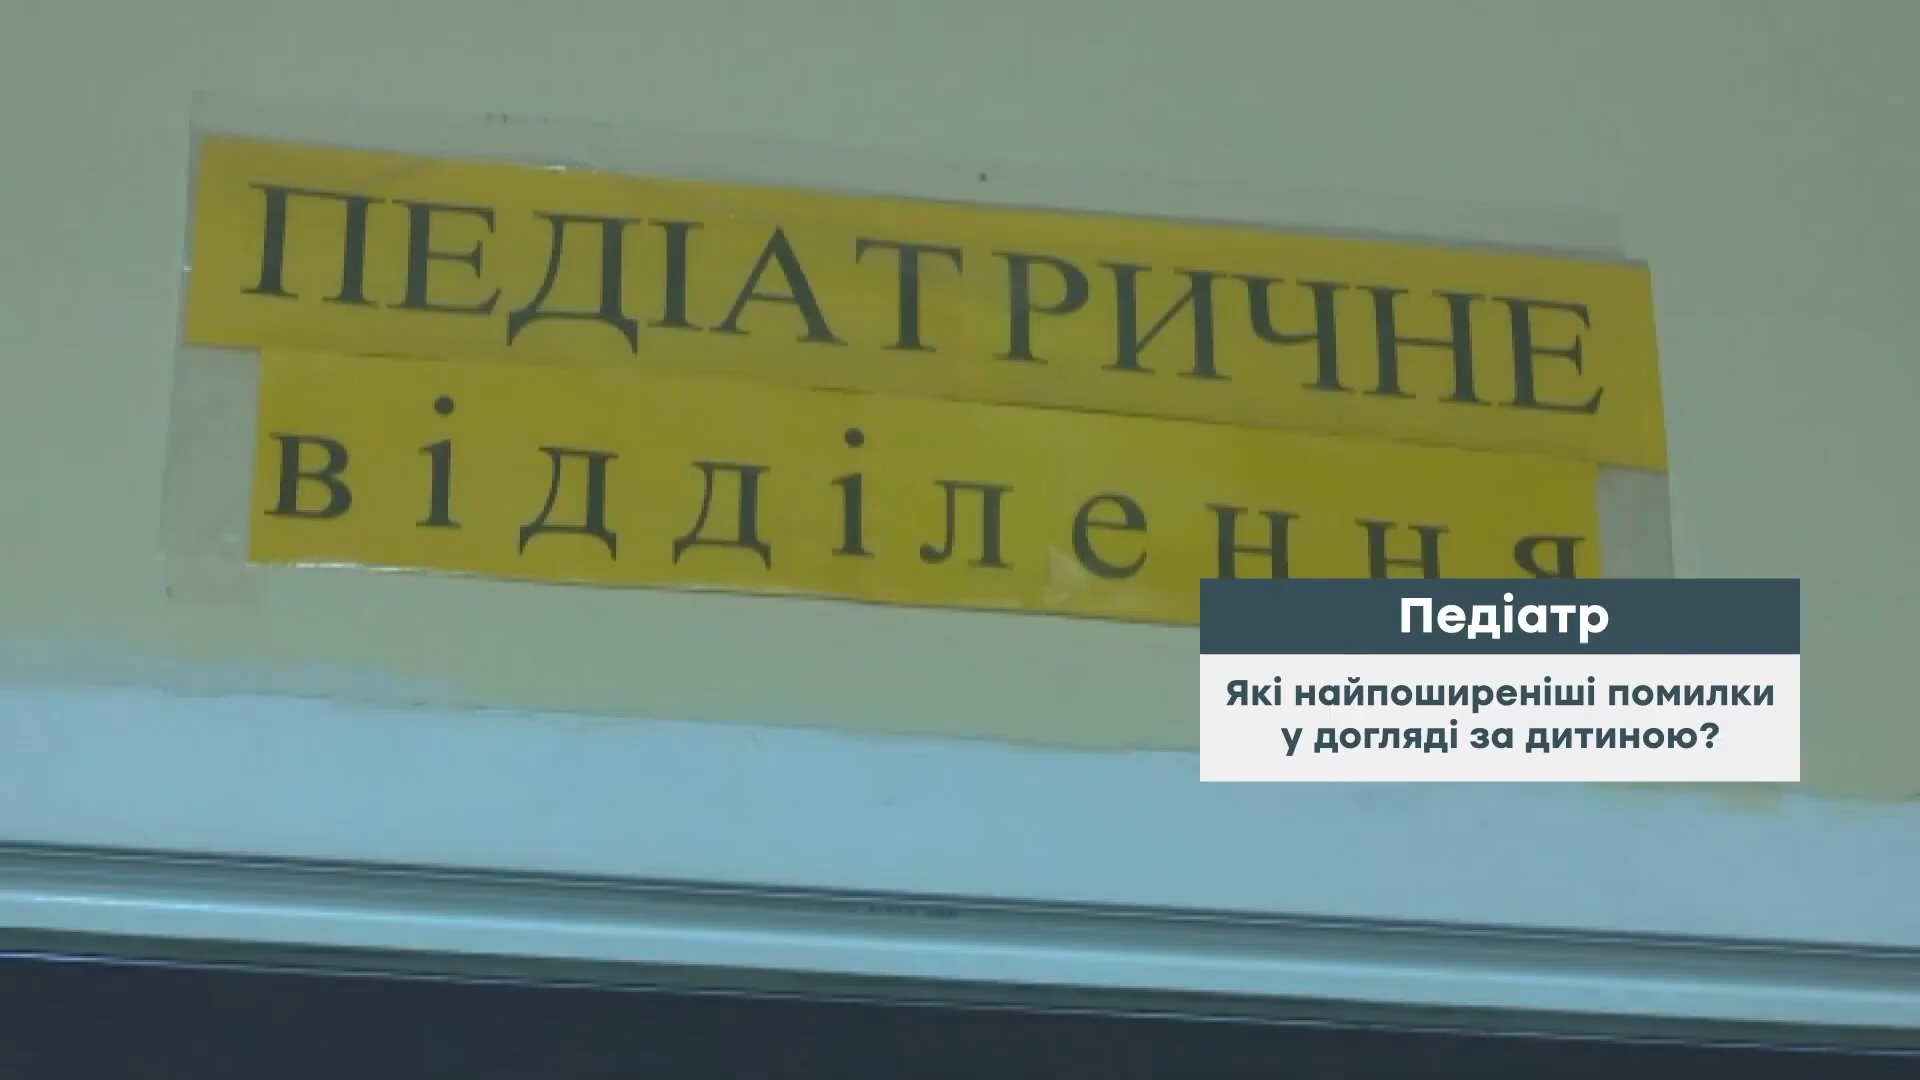 ПЕДІАТРИЧНЕ
відділення
Педіатр
Які найпоширеніші помилки
у догляді за дитиною?